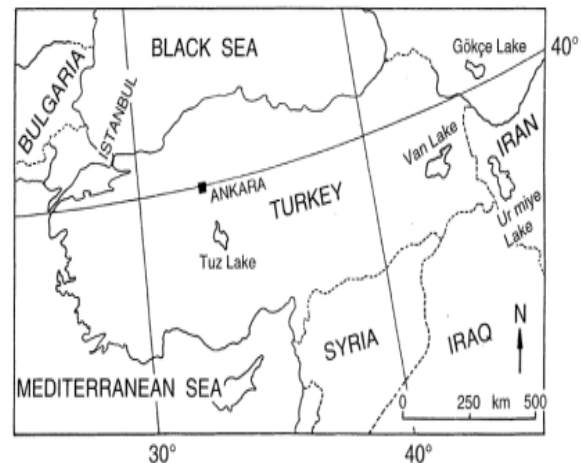 BLACK SEA
Gökçe Lake
40°
BULGARIA
ISTANBUL
Van Lake
IRAN
ANKARA
TURKEY
Ur miye
Lake
Tuz Lake
SYRIA
IRAQ
N
MEDITERRANEAN SEA
0 250 500
km
30°
40°